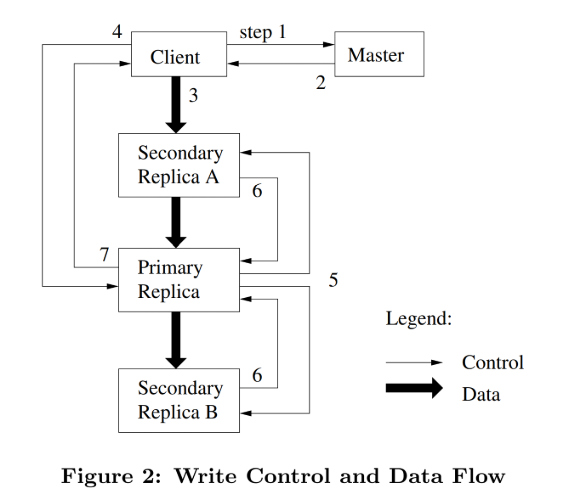 4
step 1
Client
Master
2
3
Secondary
Replica A
6
7
Primary
Replica
5
Legend:
Control
Data
6
Secondary
Replica B
Figure 2: Write Control and Data Flow